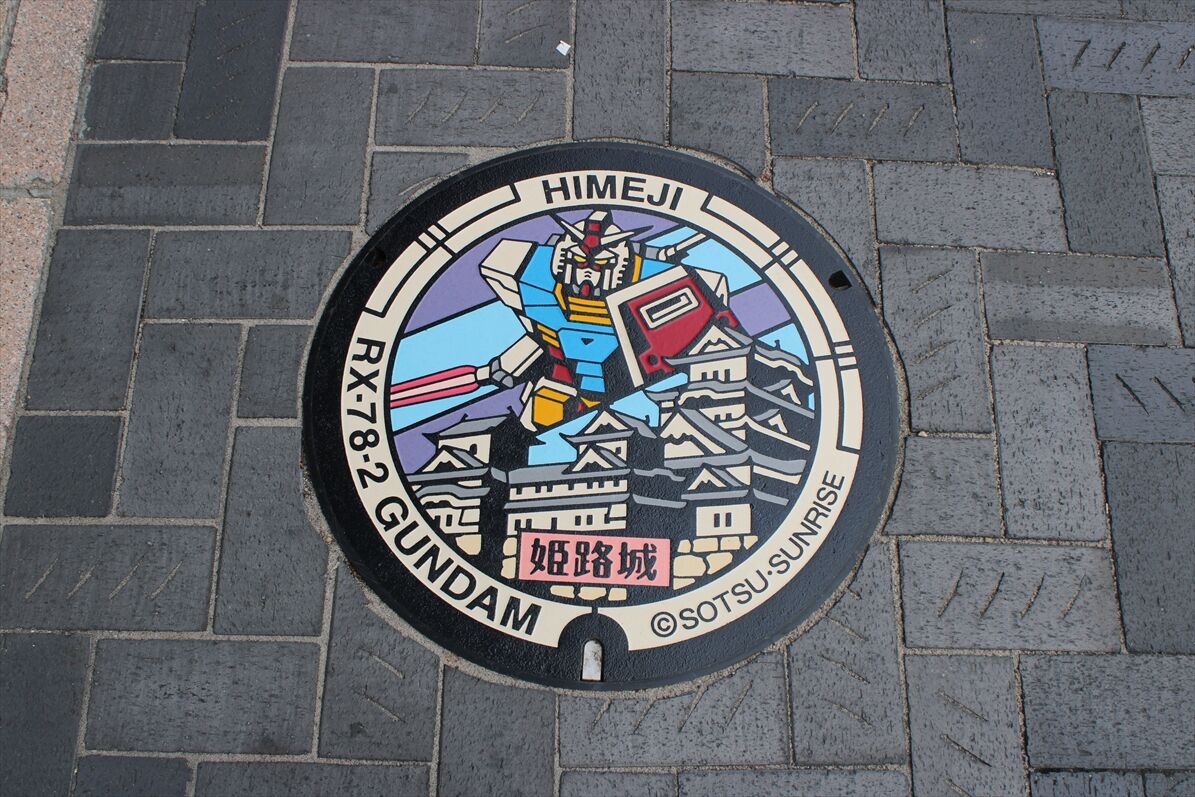 HIMEJI
RX-78-2 GUNDAM
姫路城
©SOTSU・SUNRISE